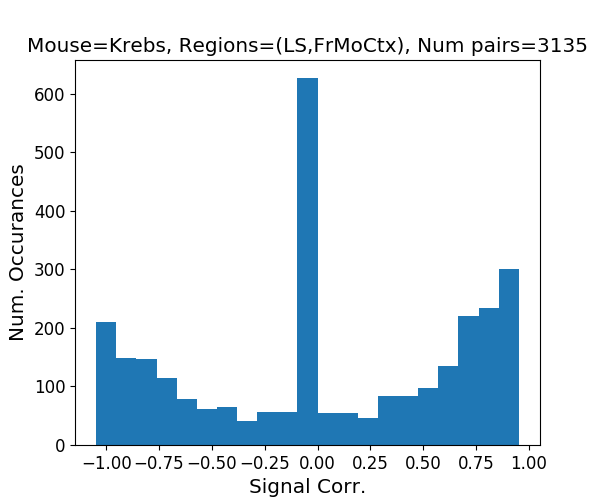 Mouse=Krebs, Regions=(LS,FrMoCtx), Num pairs=3135
Num. Occurances
600
500
400
300
200
100
0
−1.00 −0.75 −0.50 −0.25 0.00 0.25 0.50 0.75 1.00
Signal Corr.